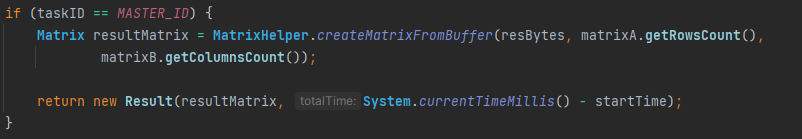 if (taskID == MASTER_ID) {
    Matrix resultMatrix = MatrixHelper.createMatrixFromBuffer(resBytes, matrixA.getRowsCount(),
            matrixB.getColumnsCount());

    return new Result(resultMatrix, totalTime: System.currentTimeMillis() - startTime);
}